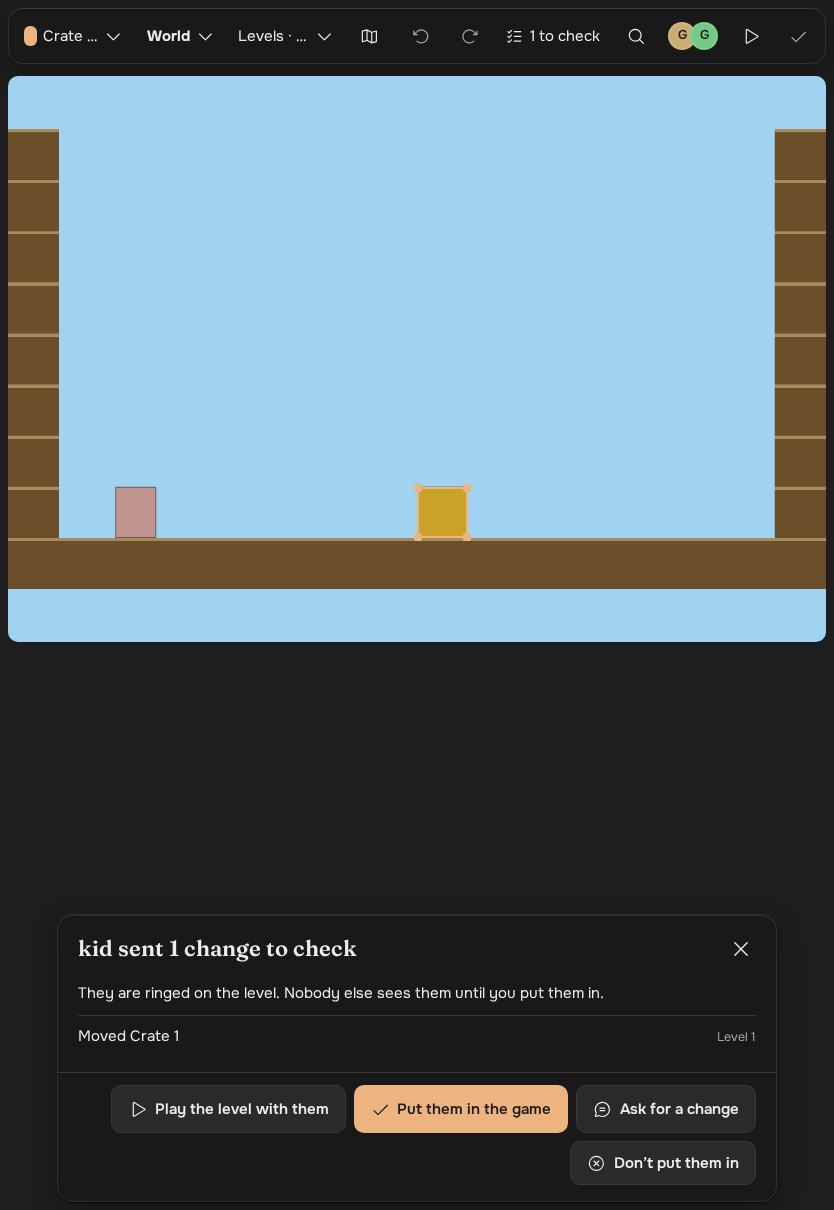 Crate ...
World
Levels · ...
1 to check
G
G
kid sent 1 change to check
They are ringed on the level. Nobody else sees them until you put them in.
Moved Crate 1
Level 1
Play the level with them
Put them in the game
Ask for a change
Don’t put them in